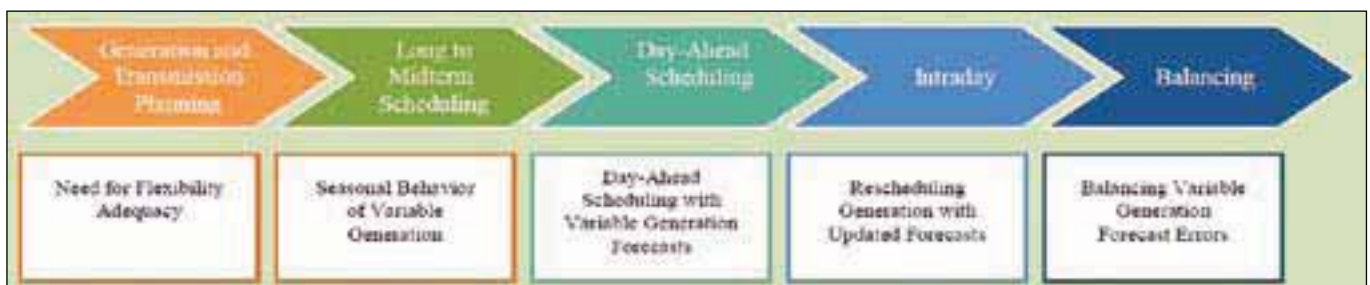 Generation and
Transmission
Planning
Long to
Midterm
Scheduling
Day-Ahead
Scheduling
Intraday
Balancing
Need for Flexibility
Adequacy
Seasonal Behavior
of Variable
Generation
Day-Ahead
Scheduling with
Variable Generation
Forecasts
Rescheduling
Generation with
Updated Forecasts
Balancing Variable
Generation
Forecast Errors